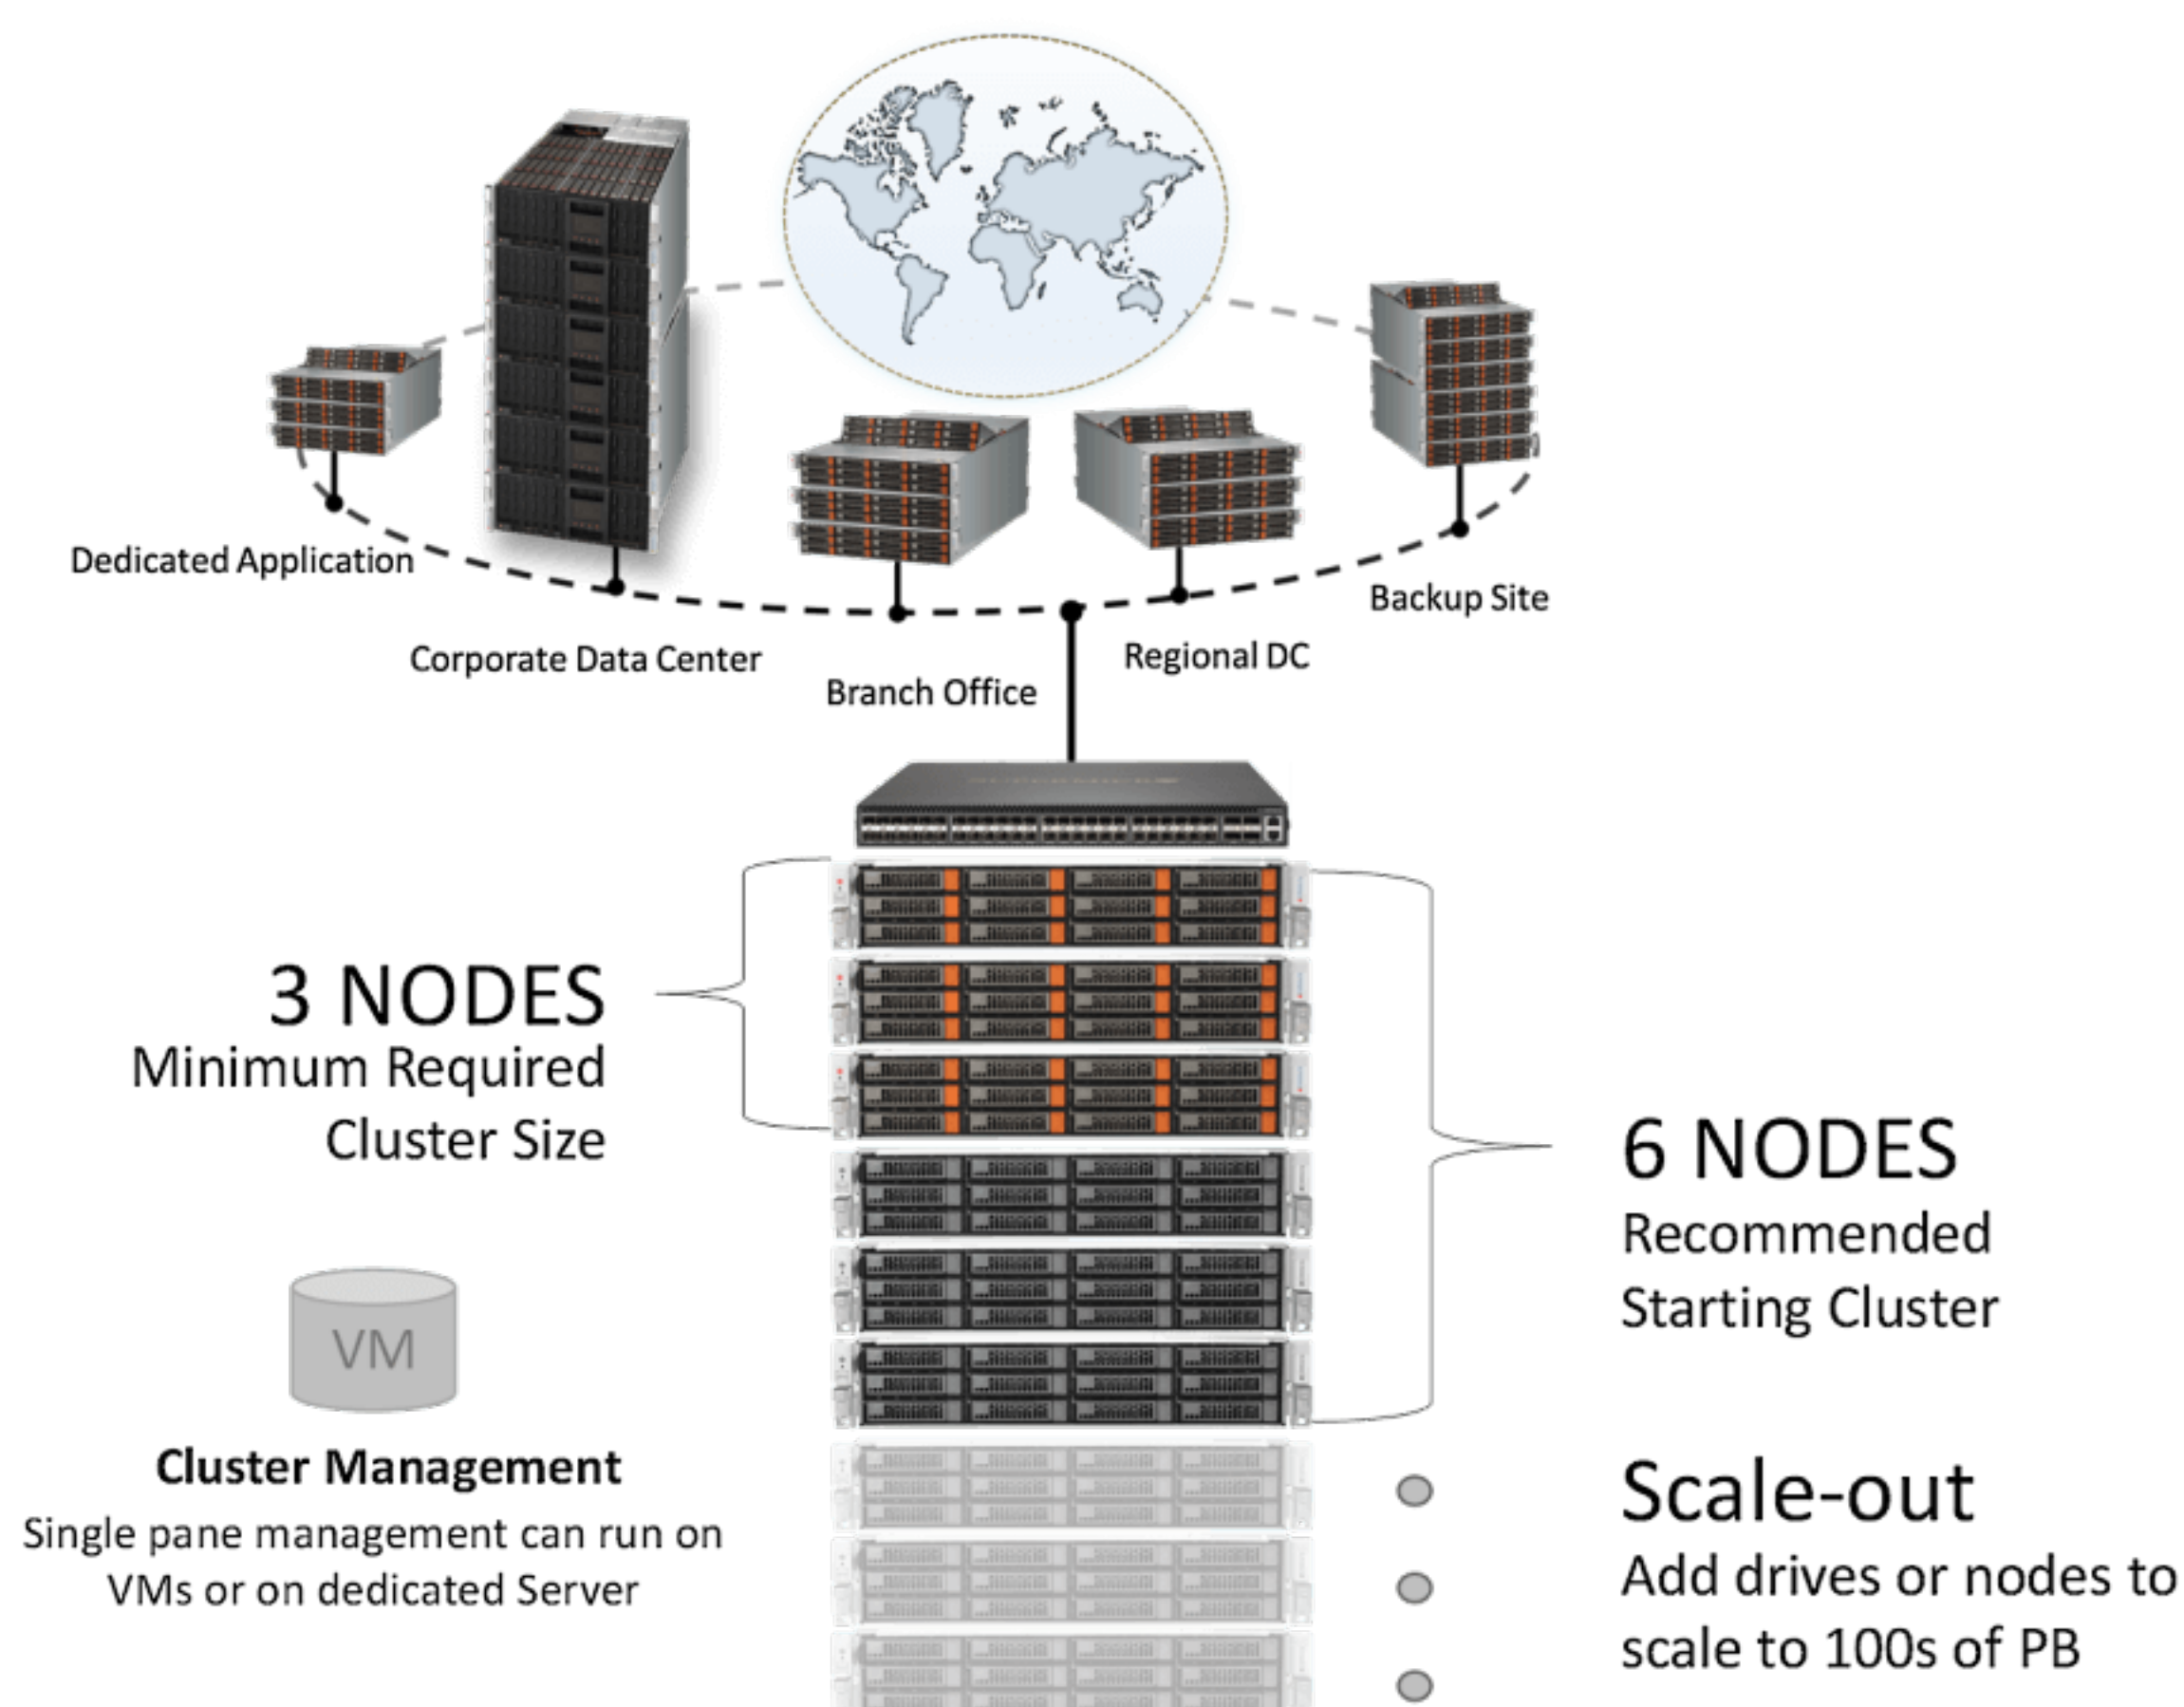 Dedicated Application
Corporate Data Center
Branch Office
Regional DC
Backup Site
3 NODES
Minimum Required
Cluster Size
6 NODES
Recommended
Starting Cluster
VM
Cluster Management
Single pane management can run on
VMs or on dedicated Server
Scale-out
Add drives or nodes to
scale to 100s of PB